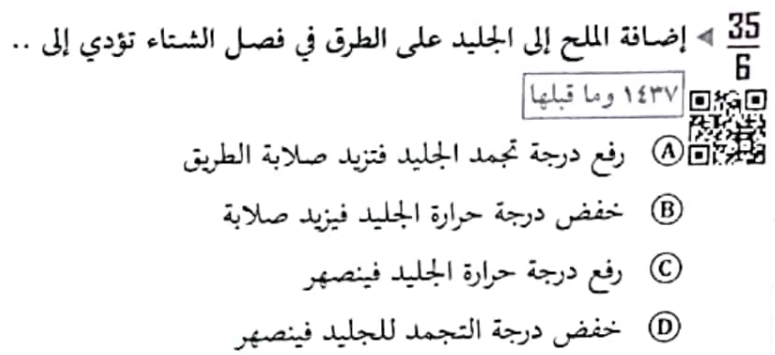 35
6
◄ إضافة الملح إلى الجليد على الطرق في فصل الشتاء تؤدي إلى ..
١٤٣٧ وما قبلها
A رفع درجة تجمد الجليد فتزيد صلابة الطريق
B خفض درجة حرارة الجليد فيزيد صلابة
C رفع درجة حرارة الجليد فينصهر
D خفض درجة التجمد للجليد فينصهر